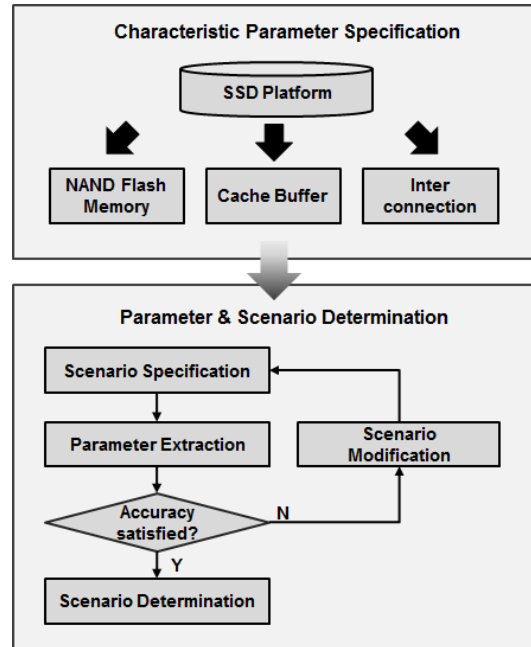 Characteristic Parameter Specification
SSD Platform
NAND Flash
Memory
Cache Buffer
Inter
connection
Parameter & Scenario Determination
Scenario Specification
Parameter Extraction
Scenario
Modification
Accuracy
satisfied?
N
Y
Scenario Determination